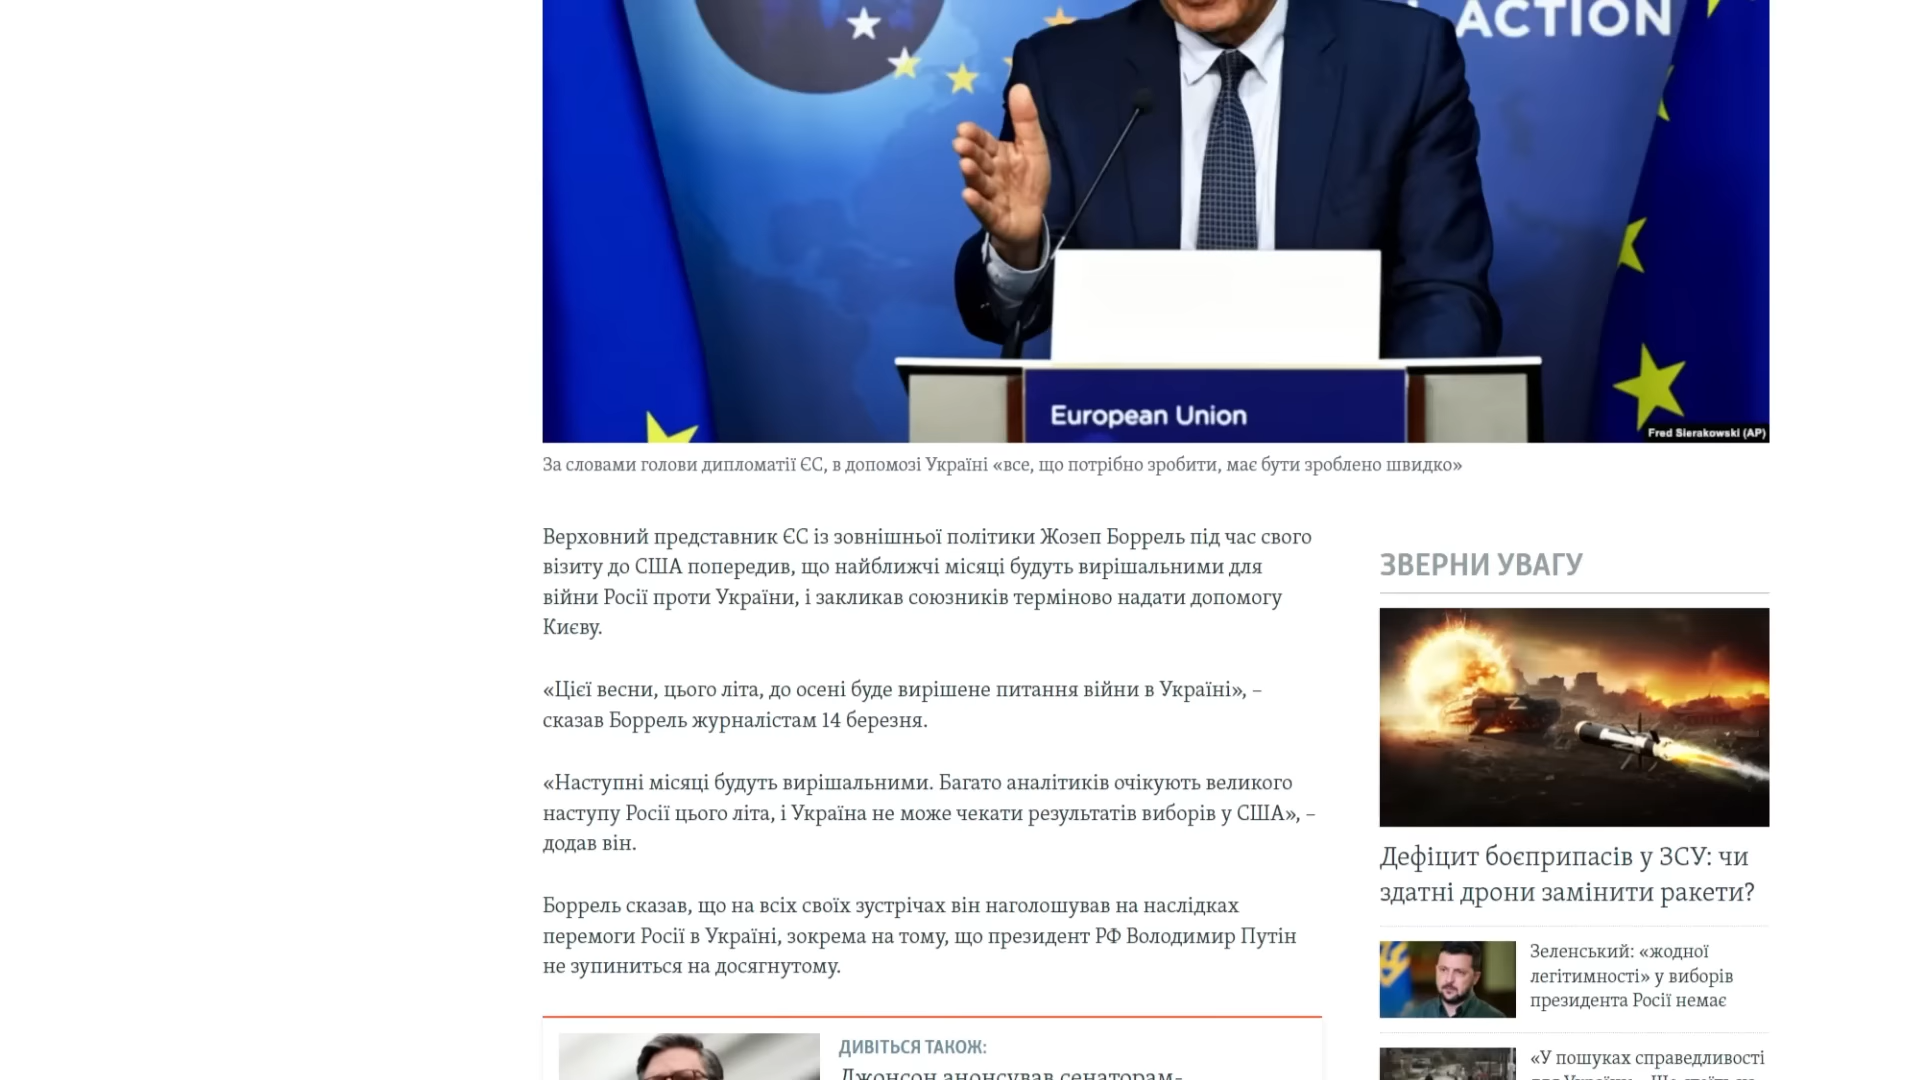 ACTION
European Union
Fred Sierakowski (AP)
За словами голови дипломатії ЄС, в допомозі Україні «все, що потрібно зробити, має бути зроблено швидко»
Верховний представник ЄС із зовнішньої політики Жозеп Боррель під час свого
візиту до США попередив, що найближчі місяці будуть вирішальними для
війни Росії проти України, і закликав союзників терміново надати допомогу
Києву.
«Цієї весни, цього літа, до осені буде вирішене питання війни в Україні», –
сказав Боррель журналістам 14 березня.
«Наступні місяці будуть вирішальними. Багато аналітиків очікують великого
наступу Росії цього літа, і Україна не може чекати результатів виборів у США», –
додав він.
Боррель сказав, що на всіх своїх зустрічах він наголошував на наслідках
перемоги Росії в Україні, зокрема на тому, що президент РФ Володимир Путін
не зупиниться на досягнутому.
ДИВІТЬСЯ ТАКОЖ:
Джонсон анонсував сенаторам-
ЗВЕРНИ УВАГУ
Z
Дефіцит боєприпасів у ЗСУ: чи
здатні дрони замінити ракети?
Зеленський: «жодної
легітимності» у виборів
президента Росії немає
«У пошуках справедливості